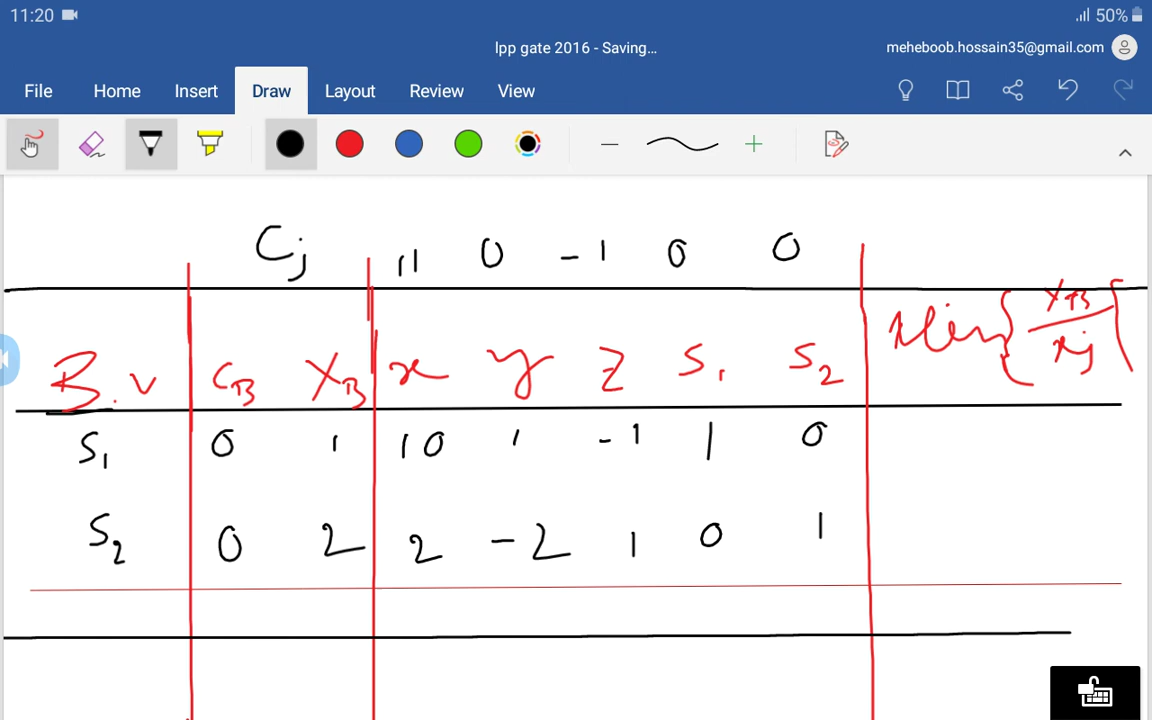 11:20 50%
lpp gate 2016 - Saving... meheboob.hossain35@gmail.com
File Home Insert Draw Layout Review View
Cj 11 0 -1 0 0
B.V CB XB x y z S1 S2 Min { XB / xj }
S1 0 1 10 1 -1 1 0
S2 0 2 2 -2 1 0 1